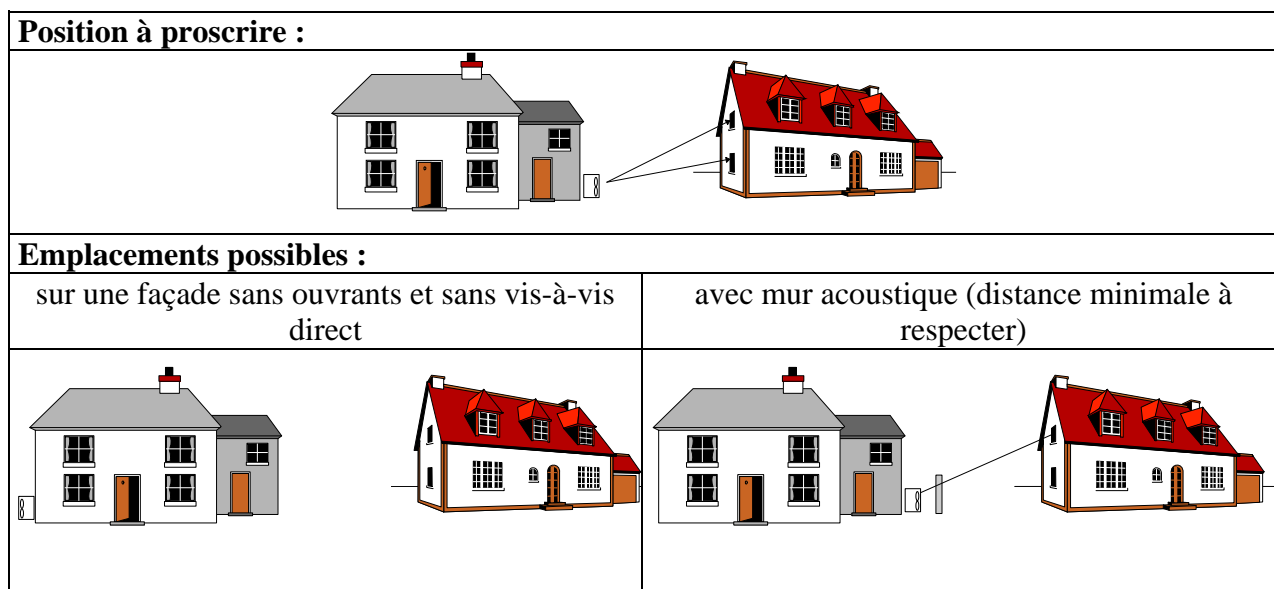 Position à proscrire :
Emplacements possibles :
sur une façade sans ouvrants et sans vis-à-vis
direct
avec mur acoustique (distance minimale à
respecter)